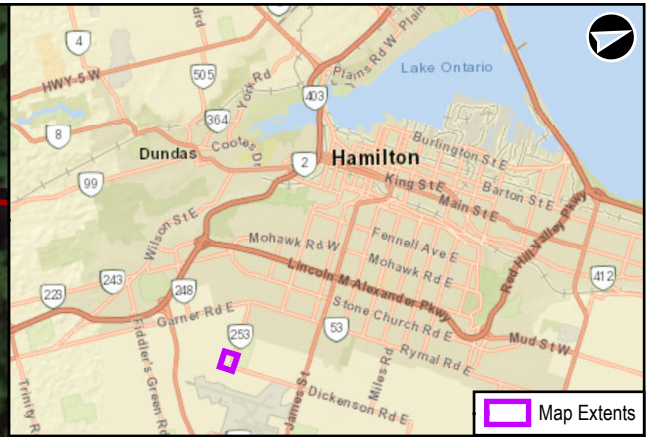 4
HWY-5 W
505
York Rd
Plains Rd W
Plain
403
Lake Ontario
8
364
Cootes Dr
Dundas
2
Hamilton
Burlington St E
99
King St E
Barton St E
Main St E
Wilson St E
Mohawk Rd W
Fennell Ave E
Mohawk Rd E
Red Hill Valley Pkwy
Lincoln M Alexander Pkwy
412
243
223
248
Garner Rd E
Stone Church Rd E
53
253
Rymal Rd E
Mud St W
Fiddler's Green Rd
Trinity R
James St
Miles Rd
Dickenson Rd E
Map Extents